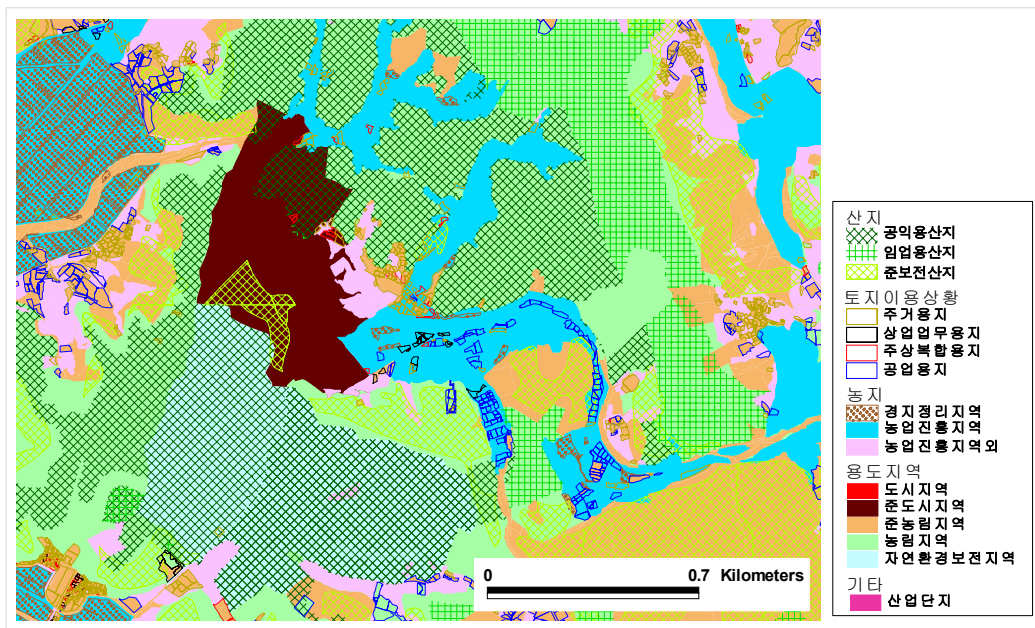 산지
공익용산지
임업용산지
준보전산지
토지이용상황
주거용지
상업업무용지
주상복합용지
공업용지
농지
경지정리지역
농업진흥지역
농업진흥지역외
용도지역
도시지역
준도시지역
준농림지역
농림지역
자연환경보전지역
기타
산업단지
0 0.7 Kilometers